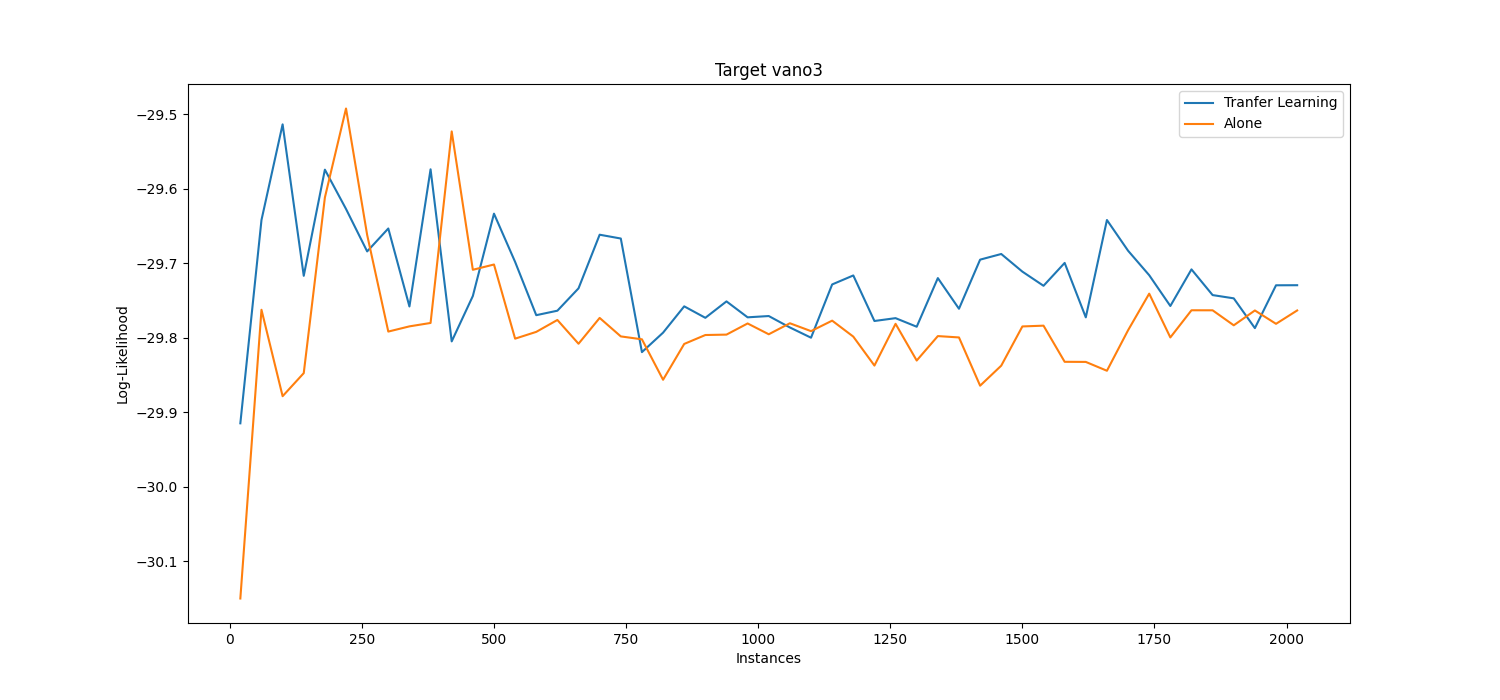 Target vano3
Tranfer Learning
Alone
−29.5
−29.6
−29.7
−29.8
−29.9
−30.0
−30.1
Log-Likelihood
0 250 500 750 1000 1250 1500 1750 2000
Instances